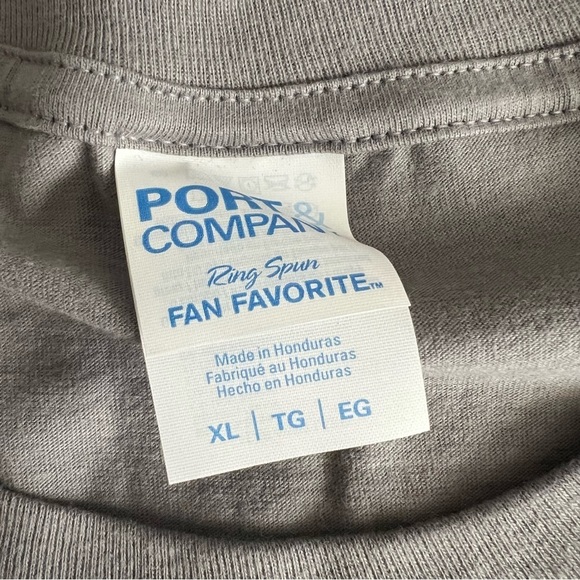 PORT &
COMPANY
Ring Spun
FAN FAVORITE™
Made in Honduras
Fabriqué au Honduras
Hecho en Honduras
XL | TG | EG